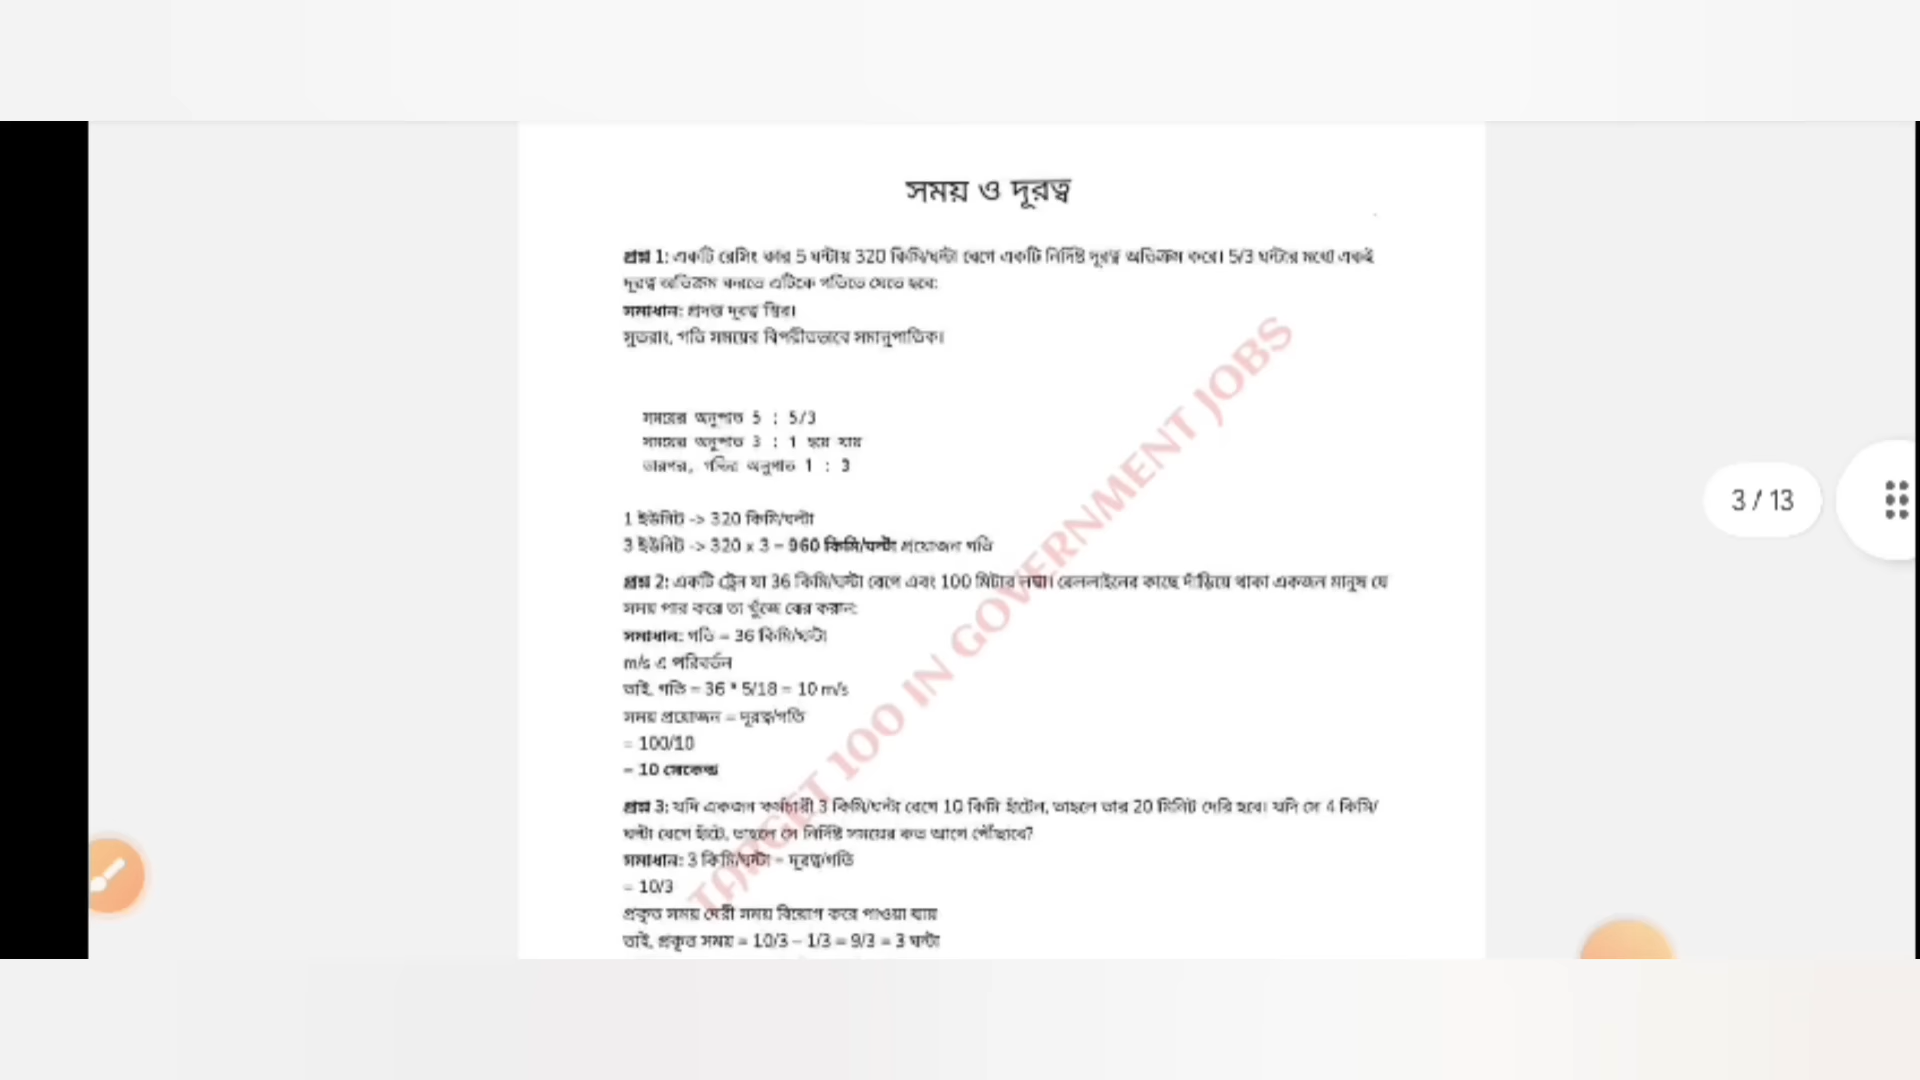 সময় ও দূরত্ব
প্রশ্ন 1: একটি রেসিং কার 5 ঘন্টায় 320 কিমি/ঘন্টা বেগে একটি নির্দিষ্ট দূরত্ব অতিক্রম করে। 5/3 ঘন্টার মধ্যে একই
দূরত্ব অতিক্রম করতে এটিকে গতিতে যেতে হবে:
সমাধান: প্রদত্ত দূরত্ব স্থির।
সুতরাং, গতি সময়ের বিপরীতভাবে সমানুপাতিক।
সময়ের অনুপাত 5 : 5/3
সময়ের অনুপাত 3 : 1 হয়ে যায়
তারপর, গতির অনুপাত 1 : 3
1 ইউনিট -> 320 কিমি/ঘন্টা
3 ইউনিট -> 320 x 3 = 960 কিমি/ঘন্টা প্রয়োজন গতি
প্রশ্ন 2: একটি ট্রেন যা 36 কিমি/ঘন্টা বেগে এবং 100 মিটার লম্বা। রেললাইনের কাছে দাঁড়িয়ে থাকা একজন মানুষ যে
সময় পার করে তা খুঁজে বের করুন:
সমাধান: গতি = 36 কিমি/ঘন্টা
m/s এ পরিবর্তন
তাই, গতি = 36 * 5/18 = 10 m/s
সময় প্রয়োজন = দূরত্ব/গতি
= 100/10
= 10 সেকেন্ড
প্রশ্ন 3: যদি একজন কর্মচারী 3 কিমি/ঘন্টা বেগে 10 কিমি হাঁটেন, তাহলে তার 20 মিনিট দেরি হবে। যদি সে 4 কিমি/
ঘন্টা বেগে হাঁটে, তাহলে সে নির্দিষ্ট সময়ের কত আগে পৌঁছাবে?
সমাধান: 3 কিমি/ঘন্টা = দূরত্ব/গতি
= 10/3
প্রকৃত সময় দেরী সময় বিয়োগ করে পাওয়া যায়
তাই, প্রকৃত সময় = 10/3 – 1/3 = 9/3 = 3 ঘন্টা
TARGET 100 IN GOVERNMENT JOBS
3 / 13